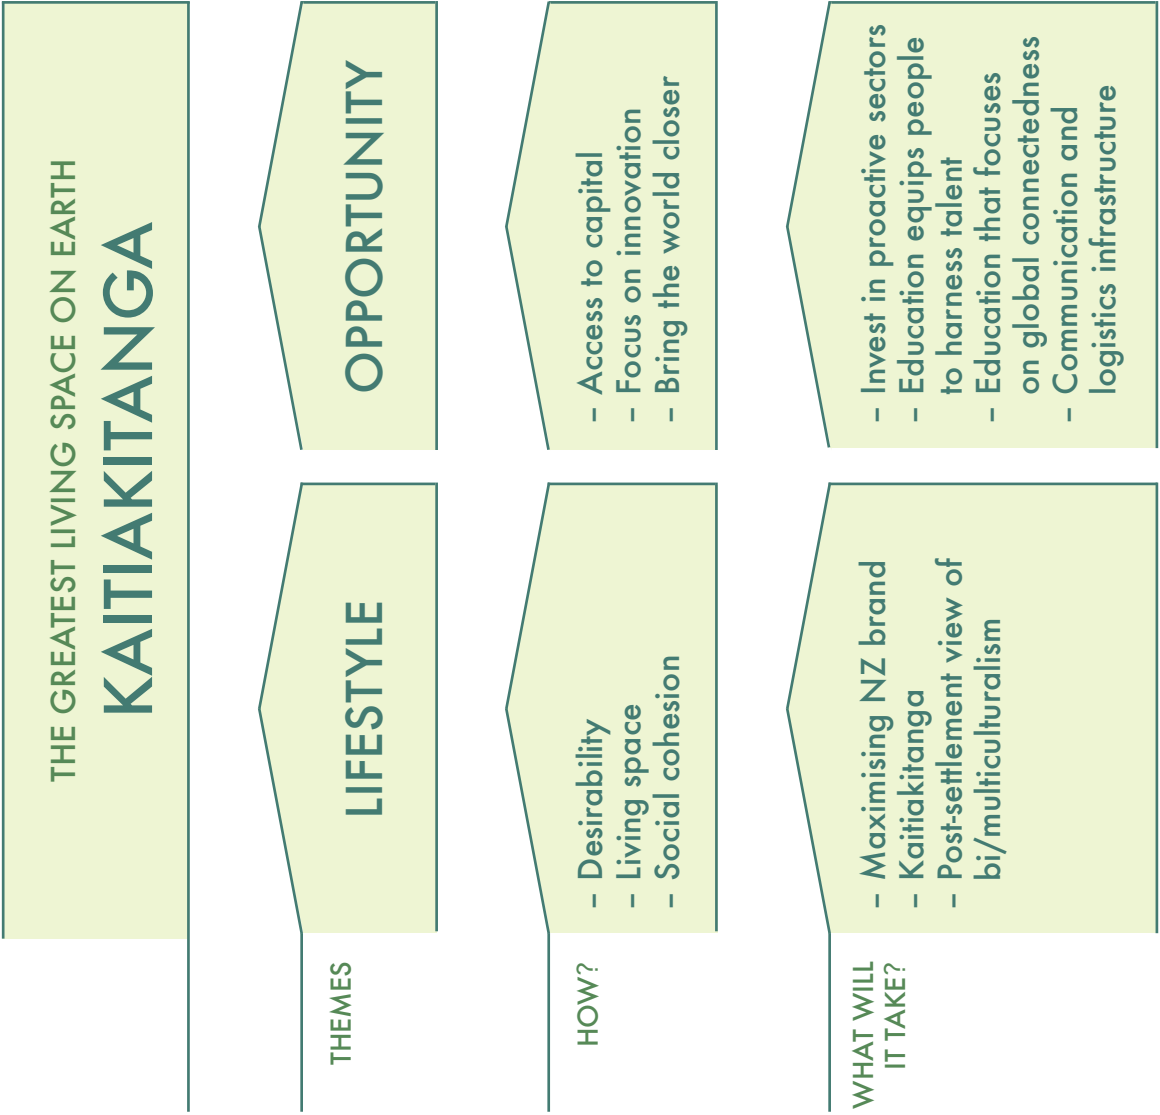 THE GREATEST LIVING SPACE ON EARTH
KAITIAKITANGA
THEMES
LIFESTYLE
OPPORTUNITY
HOW?
– Desirability
– Living space
– Social cohesion
– Access to capital
– Focus on innovation
– Bring the world closer
WHAT WILL
IT TAKE?
– Maximising NZ brand
– Kaitiakitanga
– Post-settlement view of
bi/multiculturalism
– Invest in proactive sectors
– Education equips people
to harness talent
– Education that focuses
on global connectedness
– Communication and
logistics infrastructure